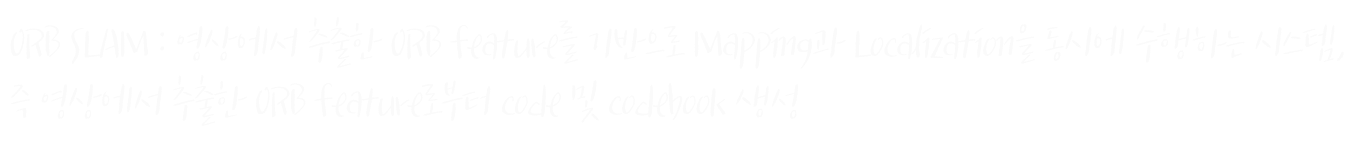 ORB SLAM : 영상에서 추출한 ORB feature를 기반으로 Mapping과 Localization을 동시에 수행하는 시스템,
즉 영상에서 추출한 ORB feature로부터 code 및 codebook 생성